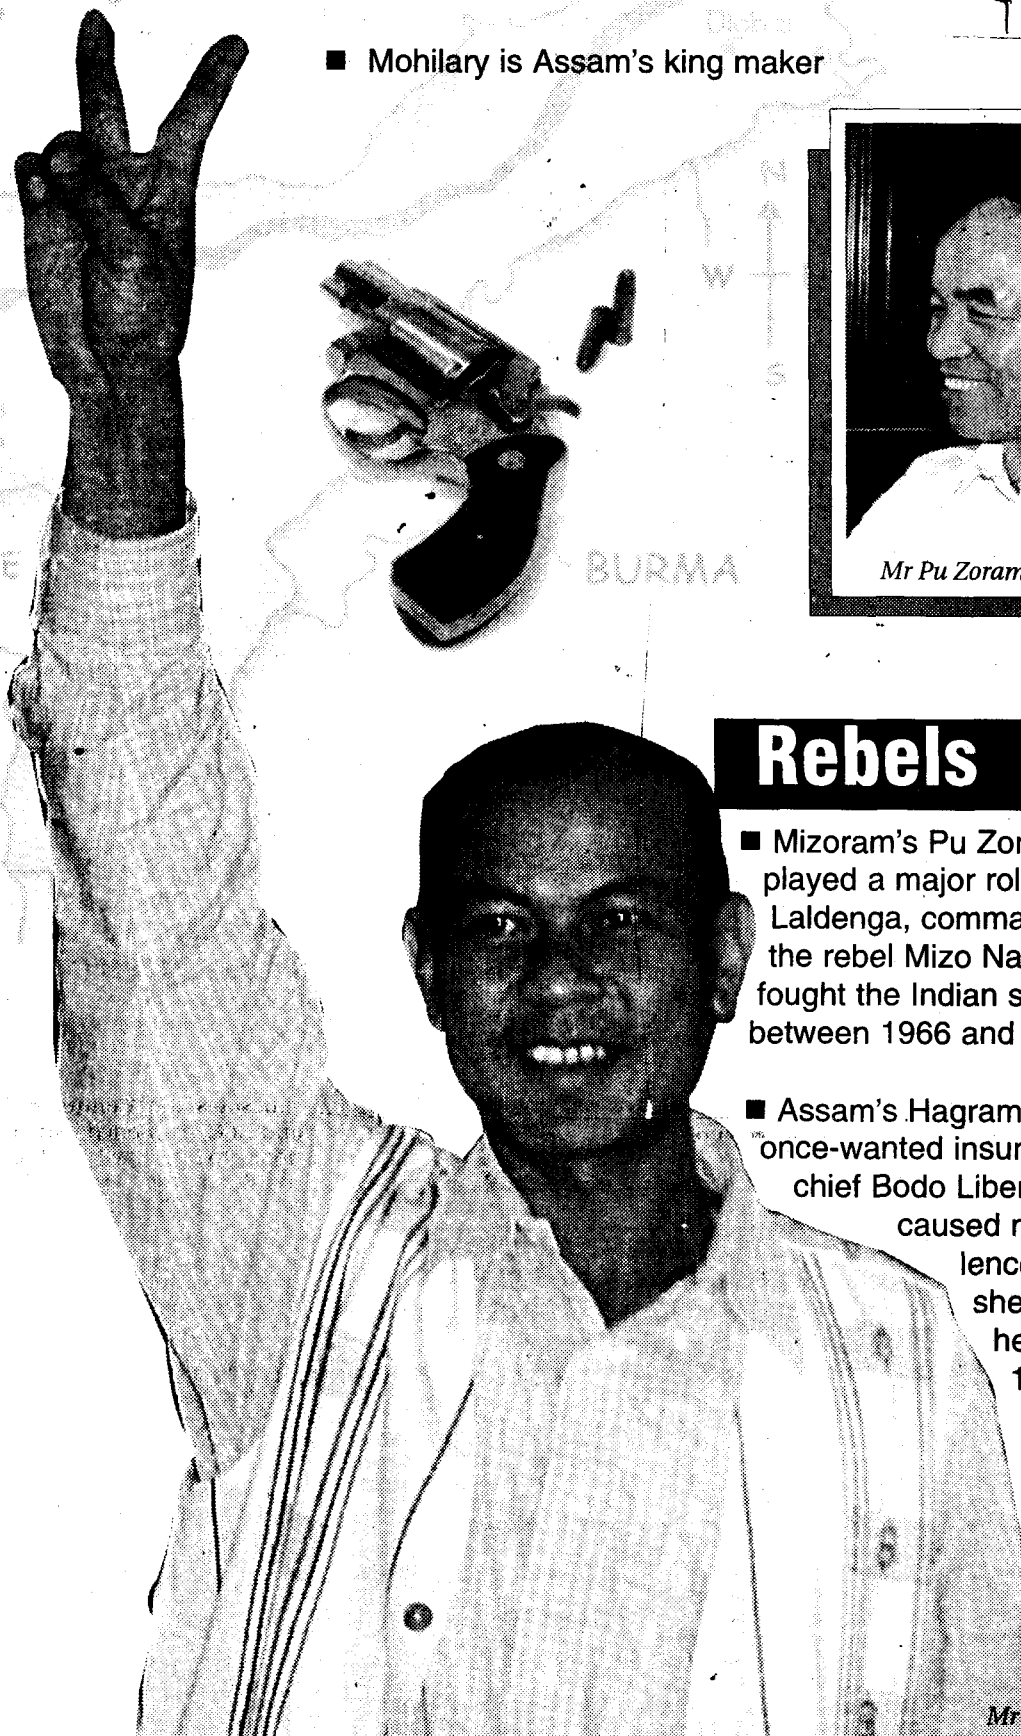 ■ Mohilary is Assam's king maker
N
W
S
BURMA
Mr Pu Zoram
Rebels
■ Mizoram's Pu Zor
played a major rol
Laldenga, comma
the rebel Mizo Na
fought the Indian s
between 1966 and
■ Assam's Hagram
once-wanted insur
chief Bodo Liber
caused r
lenc
she
he
1
Mr